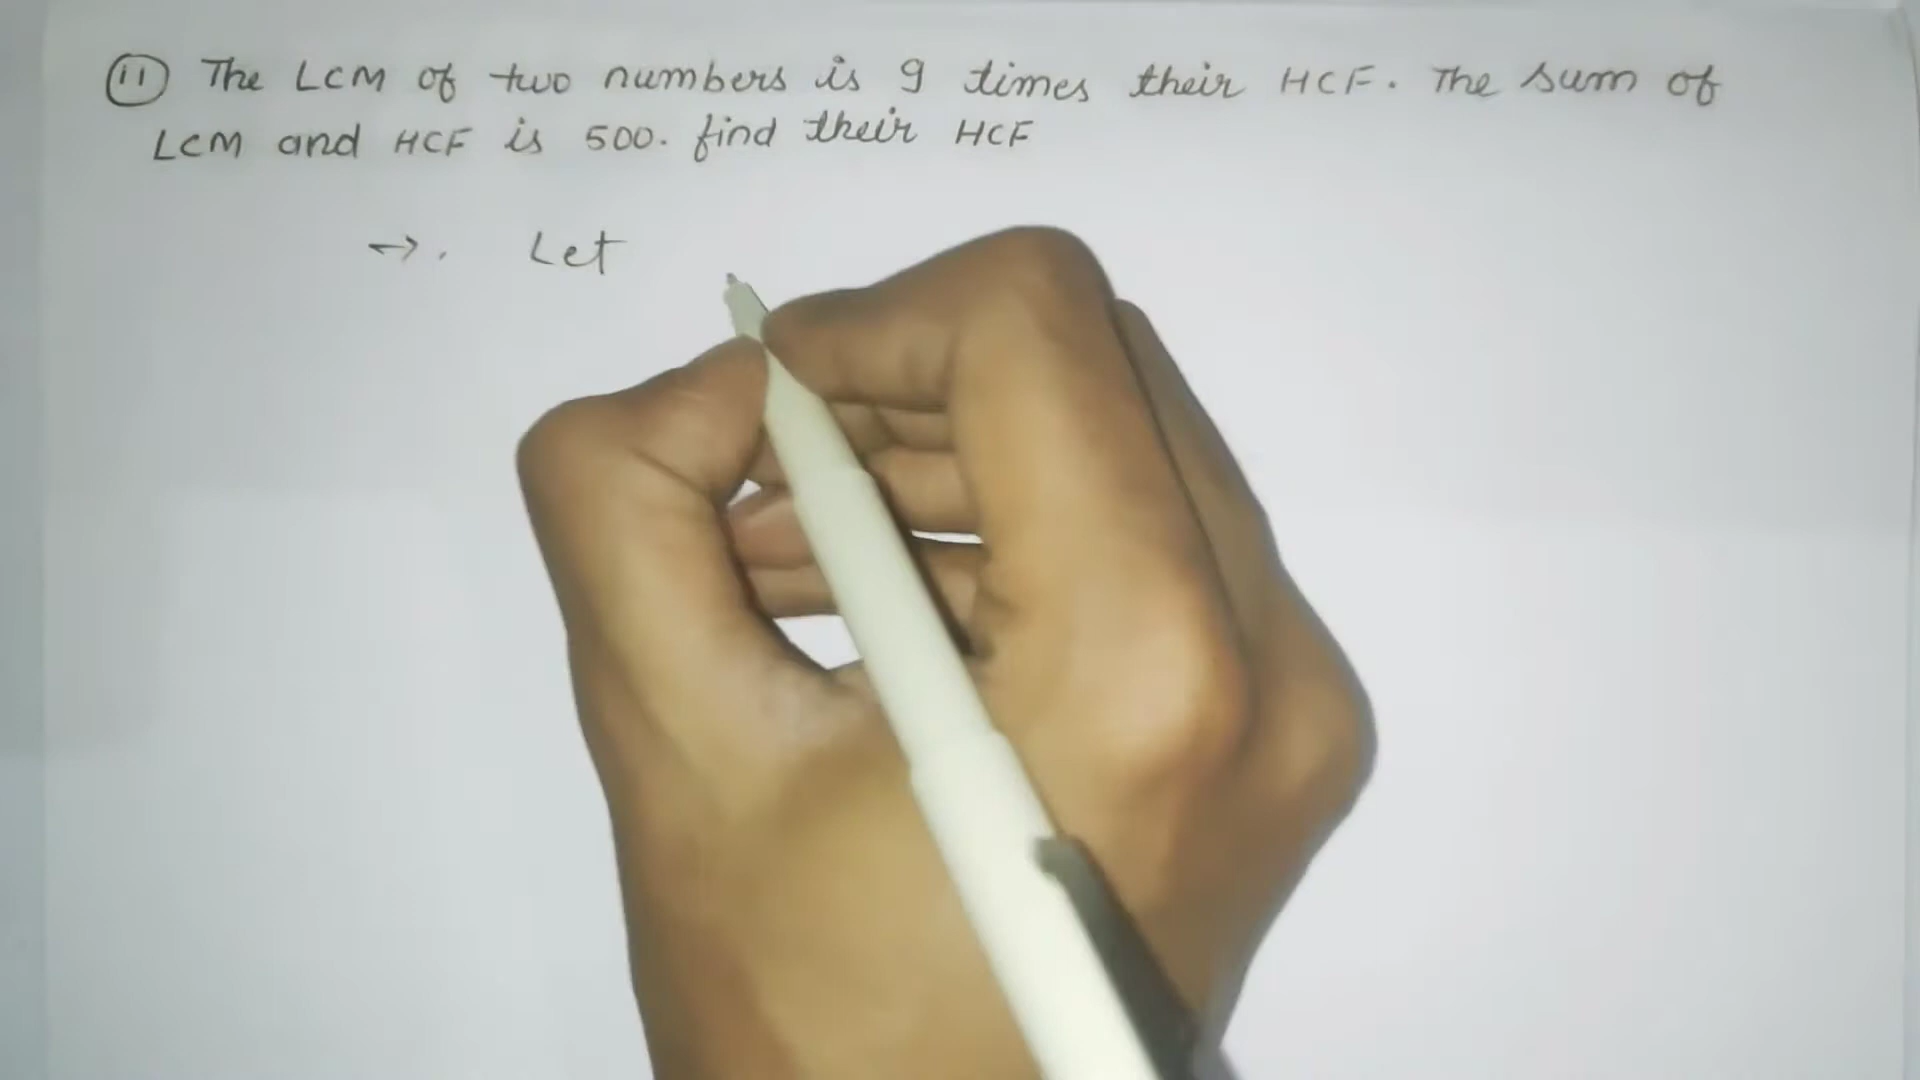 11 The LCM of two numbers is 9 times their HCF. The sum of
LCM and HCF is 500. find their HCF
↔. Let